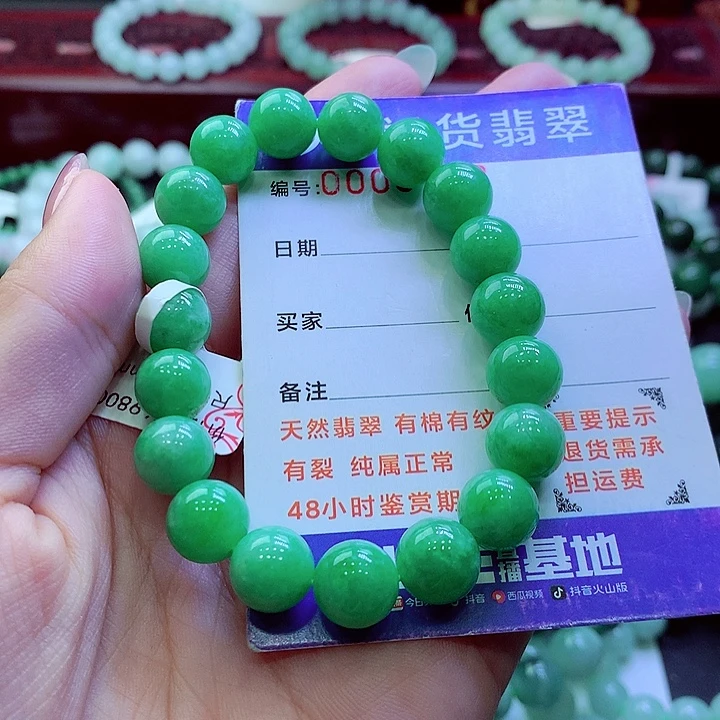 货翡翠
编号:000
日期
买家
备注
天然翡翠 有棉有纹
有裂 纯属正常
48小时鉴赏期
重要提示
退货需承
担运费
播基地
抖音 西瓜视频 抖音火山版
9800